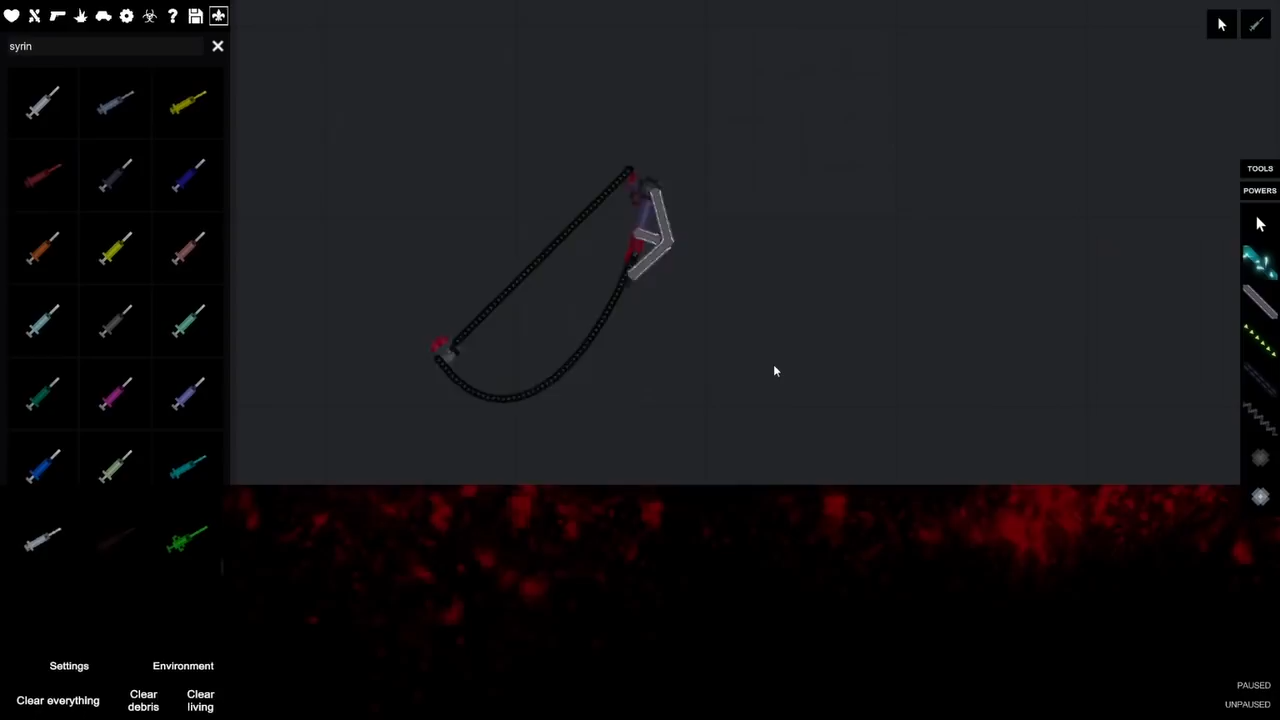 syrin
TOOLS
POWERS
Settings
Environment
Clear everything
Clear
debris
Clear
living
PAUSED
UNPAUSED